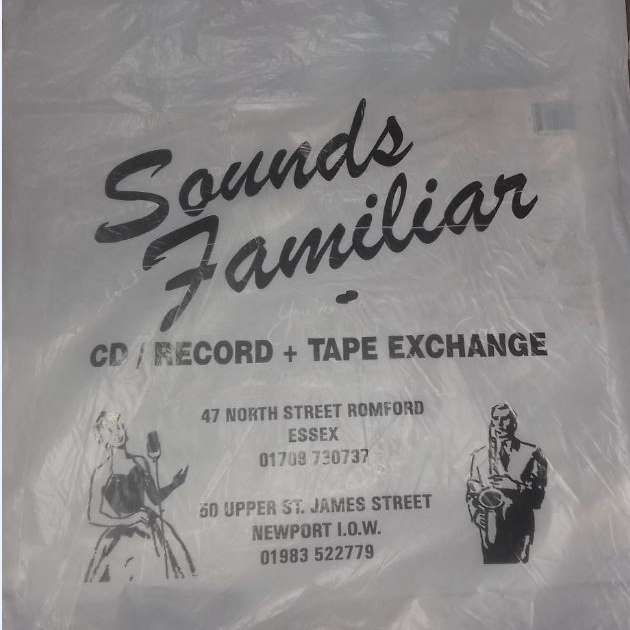 Sounds
Familiar
CD / RECORD + TAPE EXCHANGE
47 NORTH STREET ROMFORD
ESSEX
01709 730737
50 UPPER ST. JAMES STREET
NEWPORT I.O.W.
01983 522779